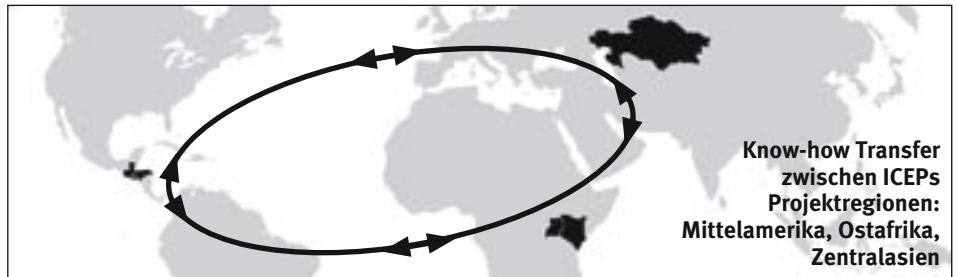 Know-how Transfer
zwischen ICEPs
Projektregionen:
Mittelamerika, Ostafrika,
Zentralasien